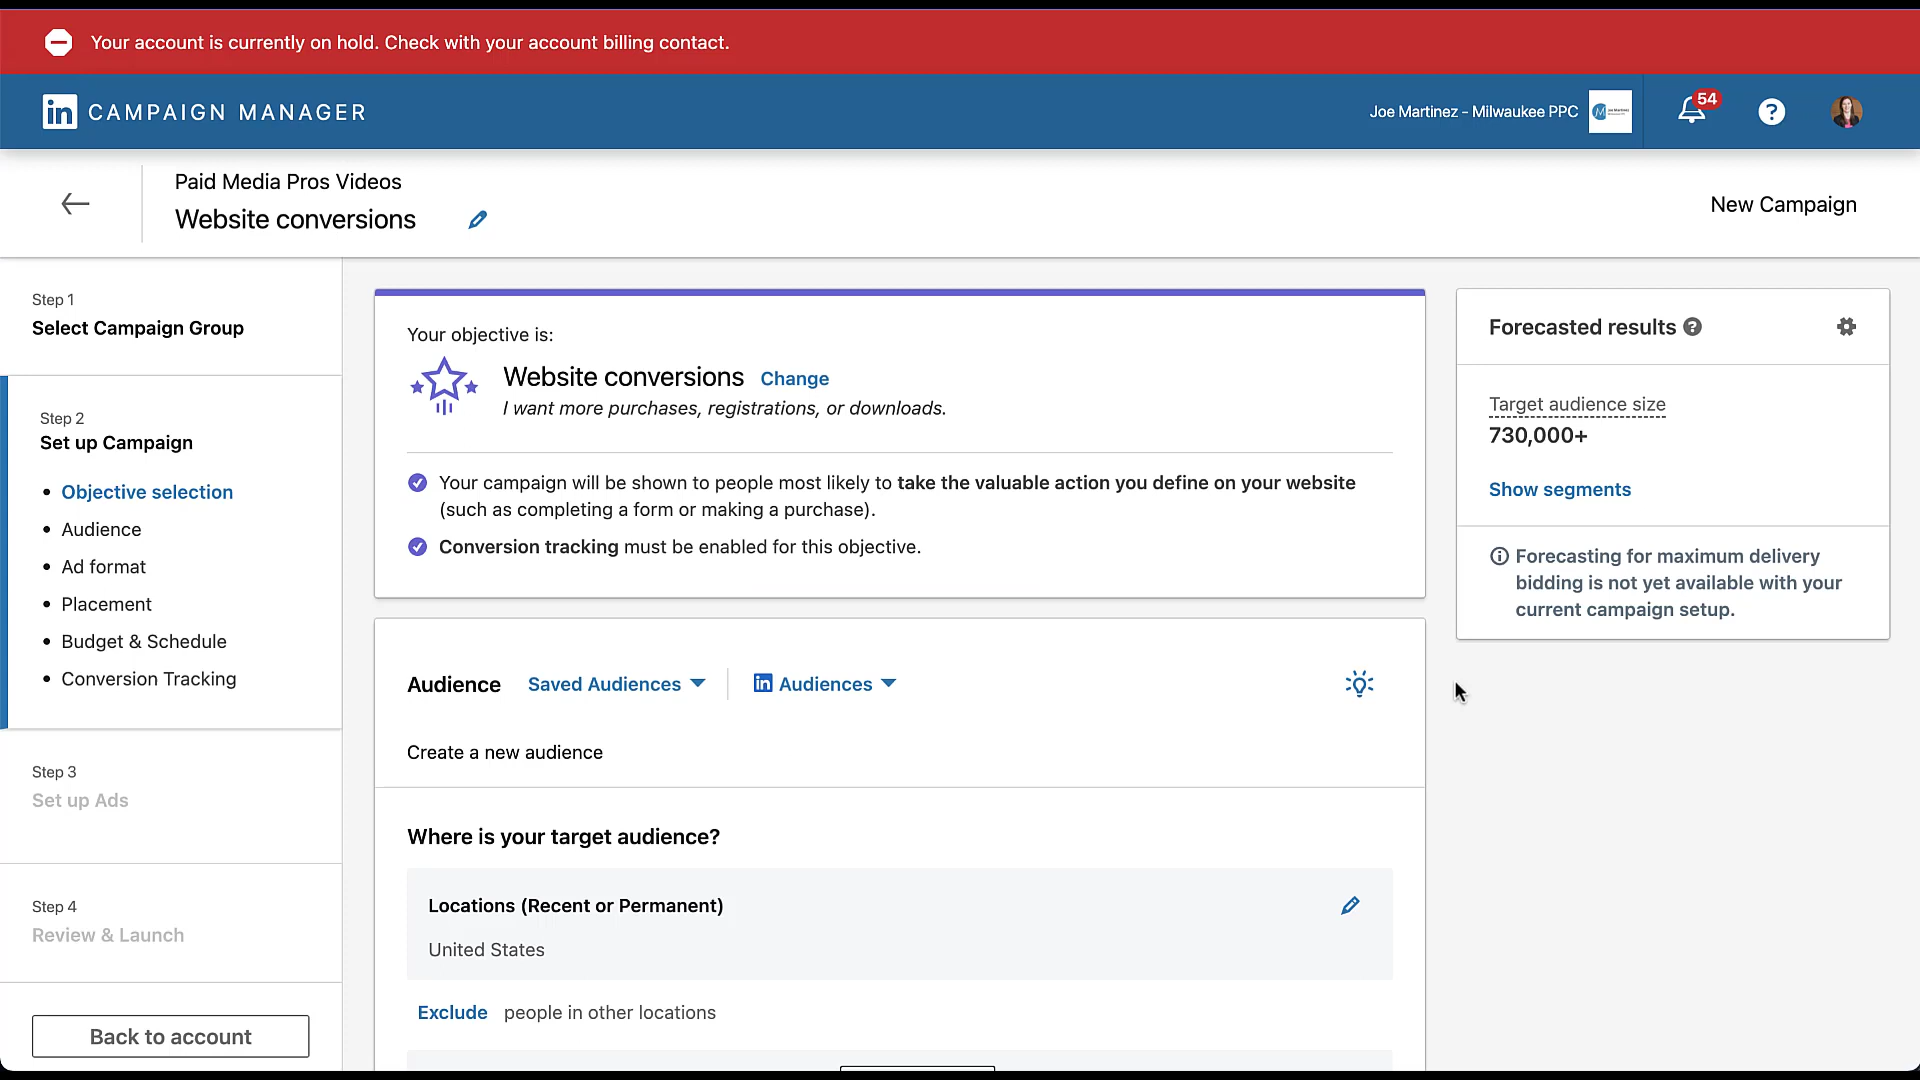 Your account is currently on hold. Check with your account billing contact.
in CAMPAIGN MANAGER
Joe Martinez - Milwaukee PPC
54
?
Paid Media Pros Videos
Website conversions
New Campaign
Step 1
Select Campaign Group
Step 2
Set up Campaign
Objective selection
Audience
Ad format
Placement
Budget & Schedule
Conversion Tracking
Step 3
Set up Ads
Step 4
Review & Launch
Back to account
Your objective is:
Website conversions Change
I want more purchases, registrations, or downloads.
Your campaign will be shown to people most likely to take the valuable action you define on your website
(such as completing a form or making a purchase).
Conversion tracking must be enabled for this objective.
Audience Saved Audiences in Audiences
Create a new audience
Where is your target audience?
Locations (Recent or Permanent)
United States
Exclude people in other locations
Forecasted results ?
Target audience size
730,000+
Show segments
Forecasting for maximum delivery
bidding is not yet available with your
current campaign setup.